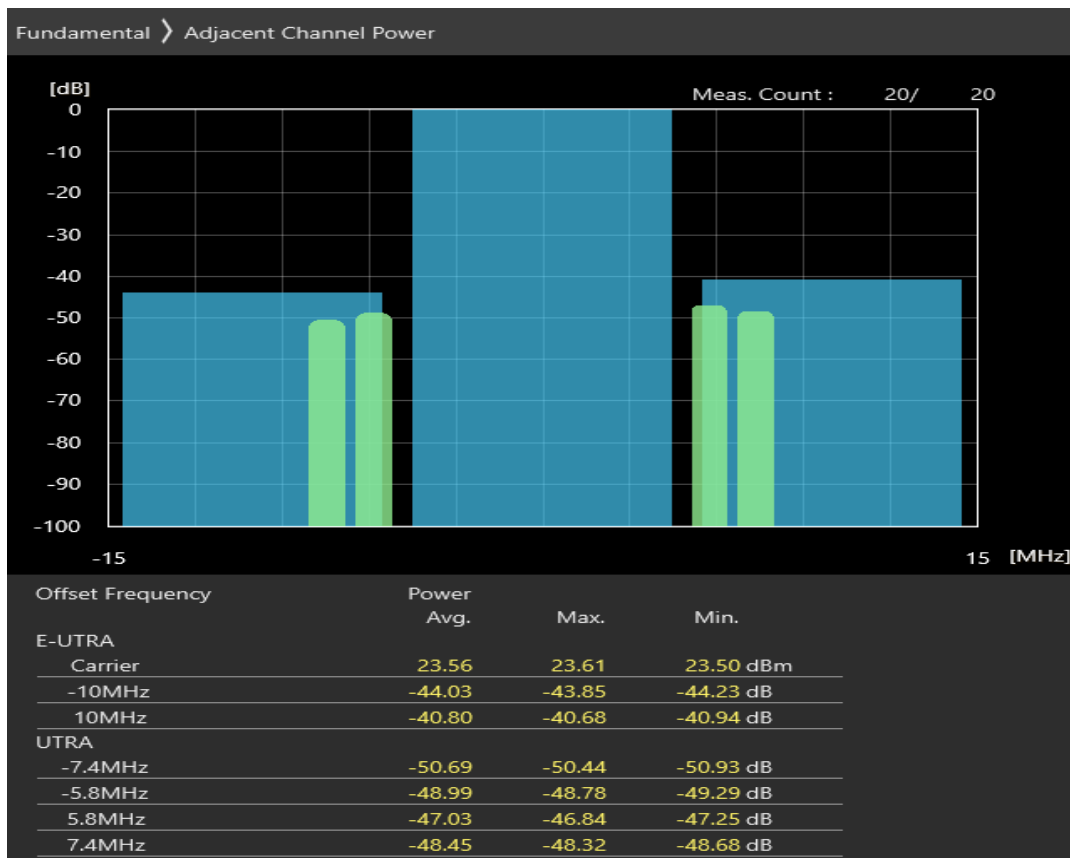 Fundamental ❯ Adjacent Channel Power
[dB]
Meas. Count : 20/ 20
0
-10
-20
-30
-40
-50
-60
-70
-80
-90
-100
-15 15 [MHz]
Offset Frequency Power
Avg. Max. Min.
E-UTRA
Carrier 23.56 23.61 23.50 dBm
-10MHz -44.03 -43.85 -44.23 dB
10MHz -40.80 -40.68 -40.94 dB
UTRA
-7.4MHz -50.69 -50.44 -50.93 dB
-5.8MHz -48.99 -48.78 -49.29 dB
5.8MHz -47.03 -46.84 -47.25 dB
7.4MHz -48.45 -48.32 -48.68 dB